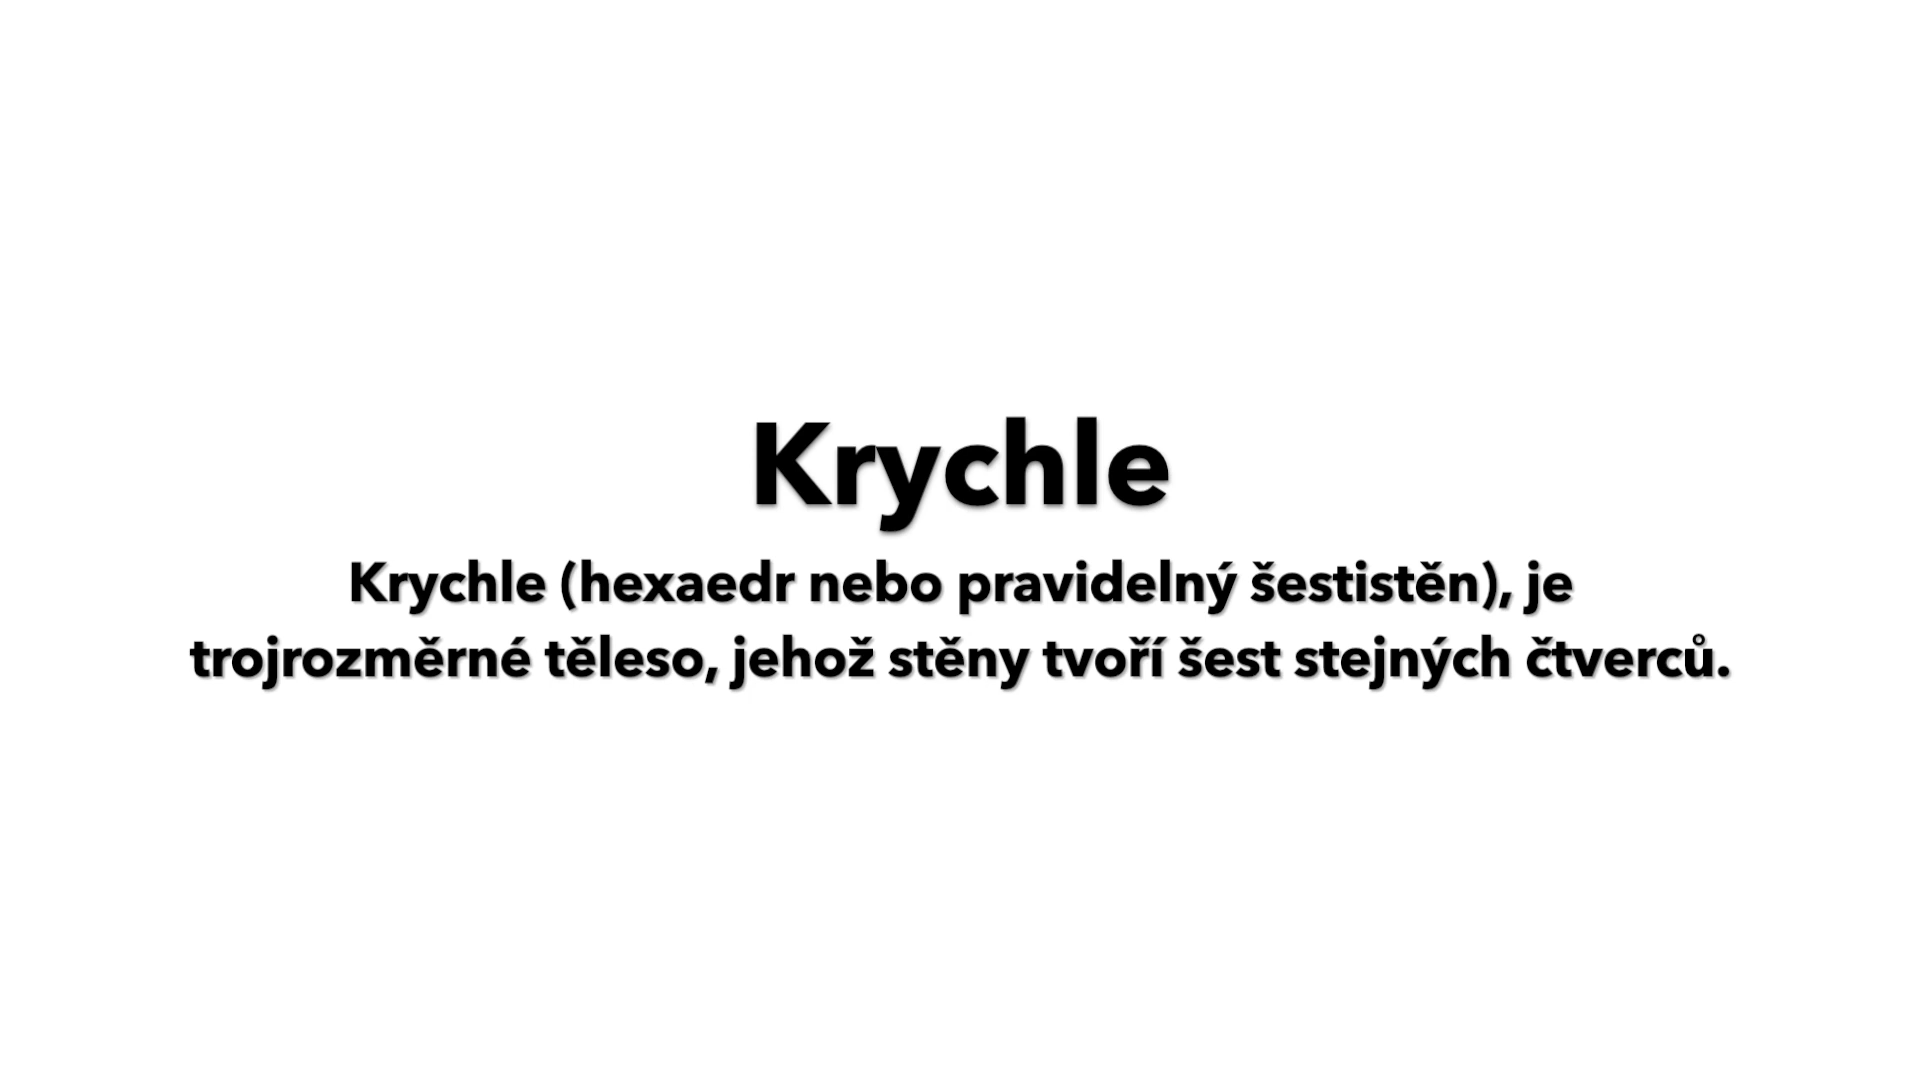 Krychle
Krychle (hexaedr nebo pravidelný šestistěn), je
trojrozměrné těleso, jehož stěny tvoří šest stejných čtverců.